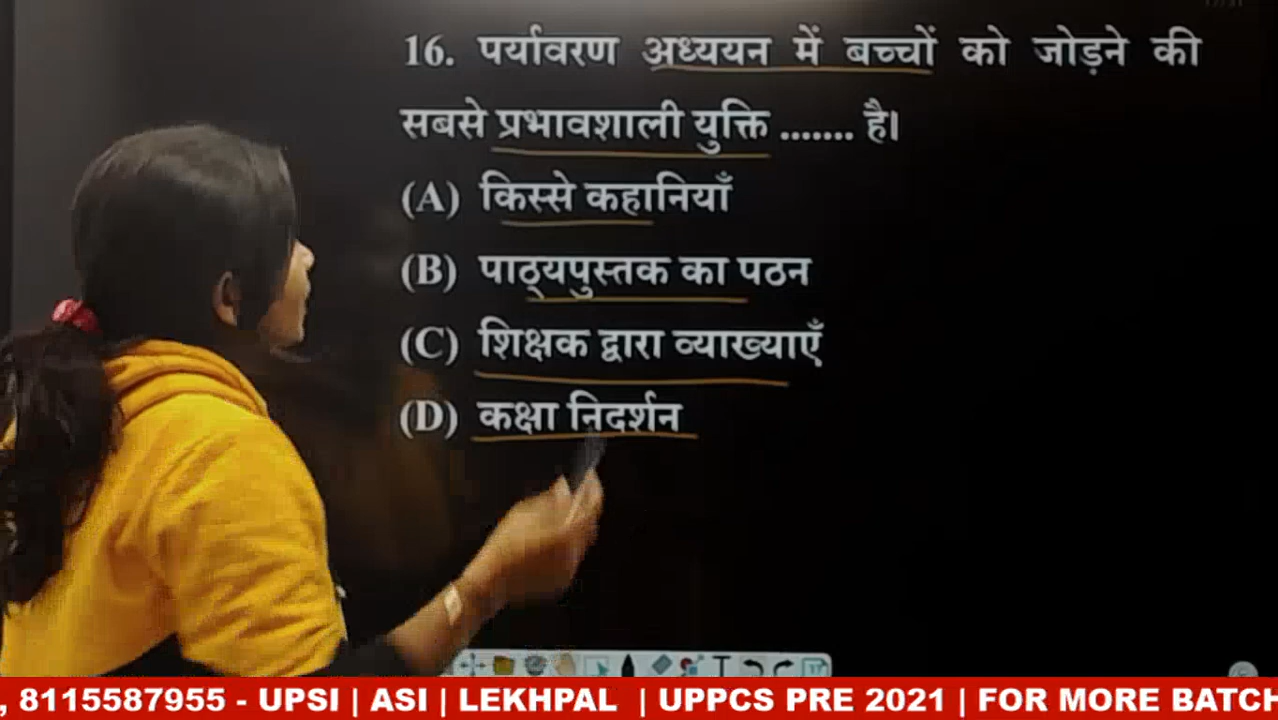 16. पर्यावरण अध्ययन में बच्चों को जोड़ने की
सबसे प्रभावशाली युक्ति ....... है।
(A) किस्से कहानियाँ
(B) पाठ्यपुस्तक का पठन
(C) शिक्षक द्वारा व्याख्याएँ
(D) कक्षा निदर्शन
, 8115587955 - UPSI | ASI | LEKHPAL | UPPCS PRE 2021 | FOR MORE BATCH